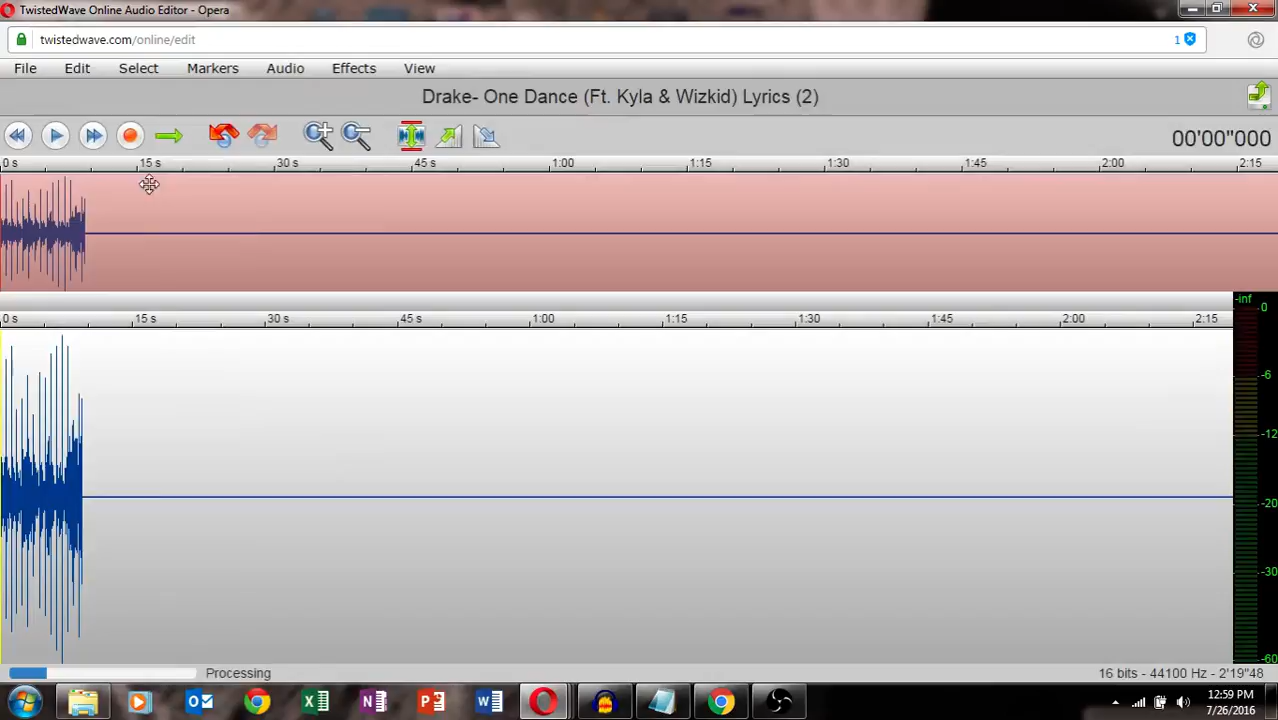 TwistedWave Online Audio Editor - Opera
twistedwave.com/online/edit 1
File Edit Select Markers Audio Effects View
Drake- One Dance (Ft. Kyla & Wizkid) Lyrics (2)
00'00"000
0 s 15 s 30 s 45 s 1:00 1:15 1:30 1:45 2:00 2:15
-inf
0 s 15 s 30 s 45 s 1:00 1:15 1:30 1:45 2:00 2:15
0
-6
-12
-20
-30
-60
Processing 16 bits - 44100 Hz - 2'19"48
12:59 PM
7/26/2016